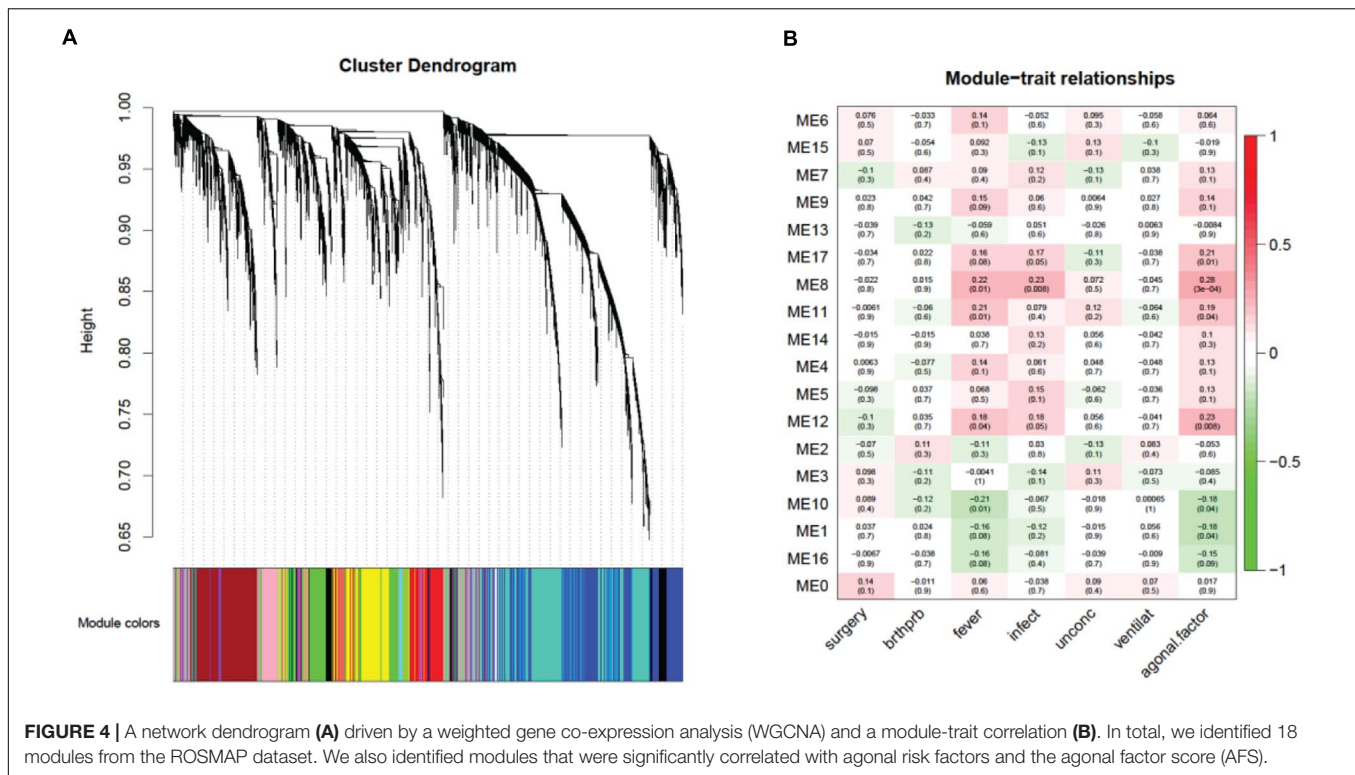 A
Cluster Dendrogram
Height
1.00
0.95
0.90
0.85
0.80
0.75
0.70
0.65
Module colors
B
Module−trait relationships
ME6 0.076 −0.033 0.14 −0.052 0.095 −0.058 0.064
(0.5) (0.7) (0.1) (0.6) (0.3) (0.6) (0.6)
ME15 0.07 −0.054 0.092 −0.13 0.13 −0.1 −0.019
(0.5) (0.6) (0.3) (0.1) (0.1) (0.3) (0.9)
ME7 −0.1 0.087 0.09 0.12 −0.13 0.038 0.13
(0.3) (0.4) (0.4) (0.2) (0.1) (0.7) (0.1)
ME9 0.023 0.042 0.15 0.06 0.0064 0.027 0.14
(0.8) (0.7) (0.09) (0.6) (0.9) (0.8) (0.1)
ME13 −0.039 −0.13 −0.059 0.051 −0.026 0.0063 −0.0084
(0.7) (0.2) (0.6) (0.6) (0.8) (0.9) (0.9)
ME17 −0.034 0.022 0.16 0.17 −0.11 −0.038 0.21
(0.7) (0.8) (0.08) (0.05) (0.3) (0.7) (0.01)
ME8 −0.022 0.015 0.22 0.23 0.072 −0.045 0.28
(0.8) (0.9) (0.01) (0.008) (0.5) (0.7) (3e−04)
ME11 −0.0061 −0.06 0.21 0.079 0.12 −0.064 0.19
(0.9) (0.6) (0.01) (0.4) (0.2) (0.6) (0.04)
ME14 −0.015 −0.015 0.038 0.13 0.056 −0.042 0.1
(0.9) (0.9) (0.7) (0.2) (0.6) (0.7) (0.3)
ME4 0.0063 −0.077 0.14 0.061 0.048 −0.048 0.13
(0.9) (0.5) (0.1) (0.6) (0.7) (0.7) (0.1)
ME5 −0.098 0.037 0.068 0.15 −0.062 −0.036 0.13
(0.3) (0.7) (0.5) (0.1) (0.6) (0.7) (0.1)
ME12 −0.1 0.035 0.18 0.18 0.056 −0.041 0.23
(0.3) (0.7) (0.04) (0.05) (0.6) (0.7) (0.008)
ME2 −0.07 0.11 −0.11 0.03 −0.13 0.083 −0.053
(0.5) (0.3) (0.3) (0.8) (0.1) (0.4) (0.6)
ME3 0.098 −0.11 −0.0041 −0.14 0.11 −0.073 −0.085
(0.3) (0.2) (1) (0.1) (0.3) (0.5) (0.4)
ME10 0.089 −0.12 −0.21 −0.067 −0.018 0.00065 −0.18
(0.4) (0.2) (0.01) (0.5) (0.9) (1) (0.04)
ME1 0.037 0.024 −0.16 −0.12 −0.015 0.056 −0.18
(0.7) (0.8) (0.08) (0.2) (0.9) (0.6) (0.04)
ME16 −0.0067 −0.038 −0.16 −0.081 −0.039 −0.009 −0.15
(0.9) (0.7) (0.08) (0.4) (0.7) (0.9) (0.09)
ME0 0.14 −0.011 0.06 −0.038 0.09 0.07 0.017
(0.1) (0.9) (0.6) (0.7) (0.4) (0.5) (0.9)
surgery brthprb fever infect unconc ventilat agonal.factor
1
0.5
0
−0.5
−1
FIGURE 4 | A network dendrogram (A) driven by a weighted gene co-expression analysis (WGCNA) and a module-trait correlation (B). In total, we identified 18
modules from the ROSMAP dataset. We also identified modules that were significantly correlated with agonal risk factors and the agonal factor score (AFS).